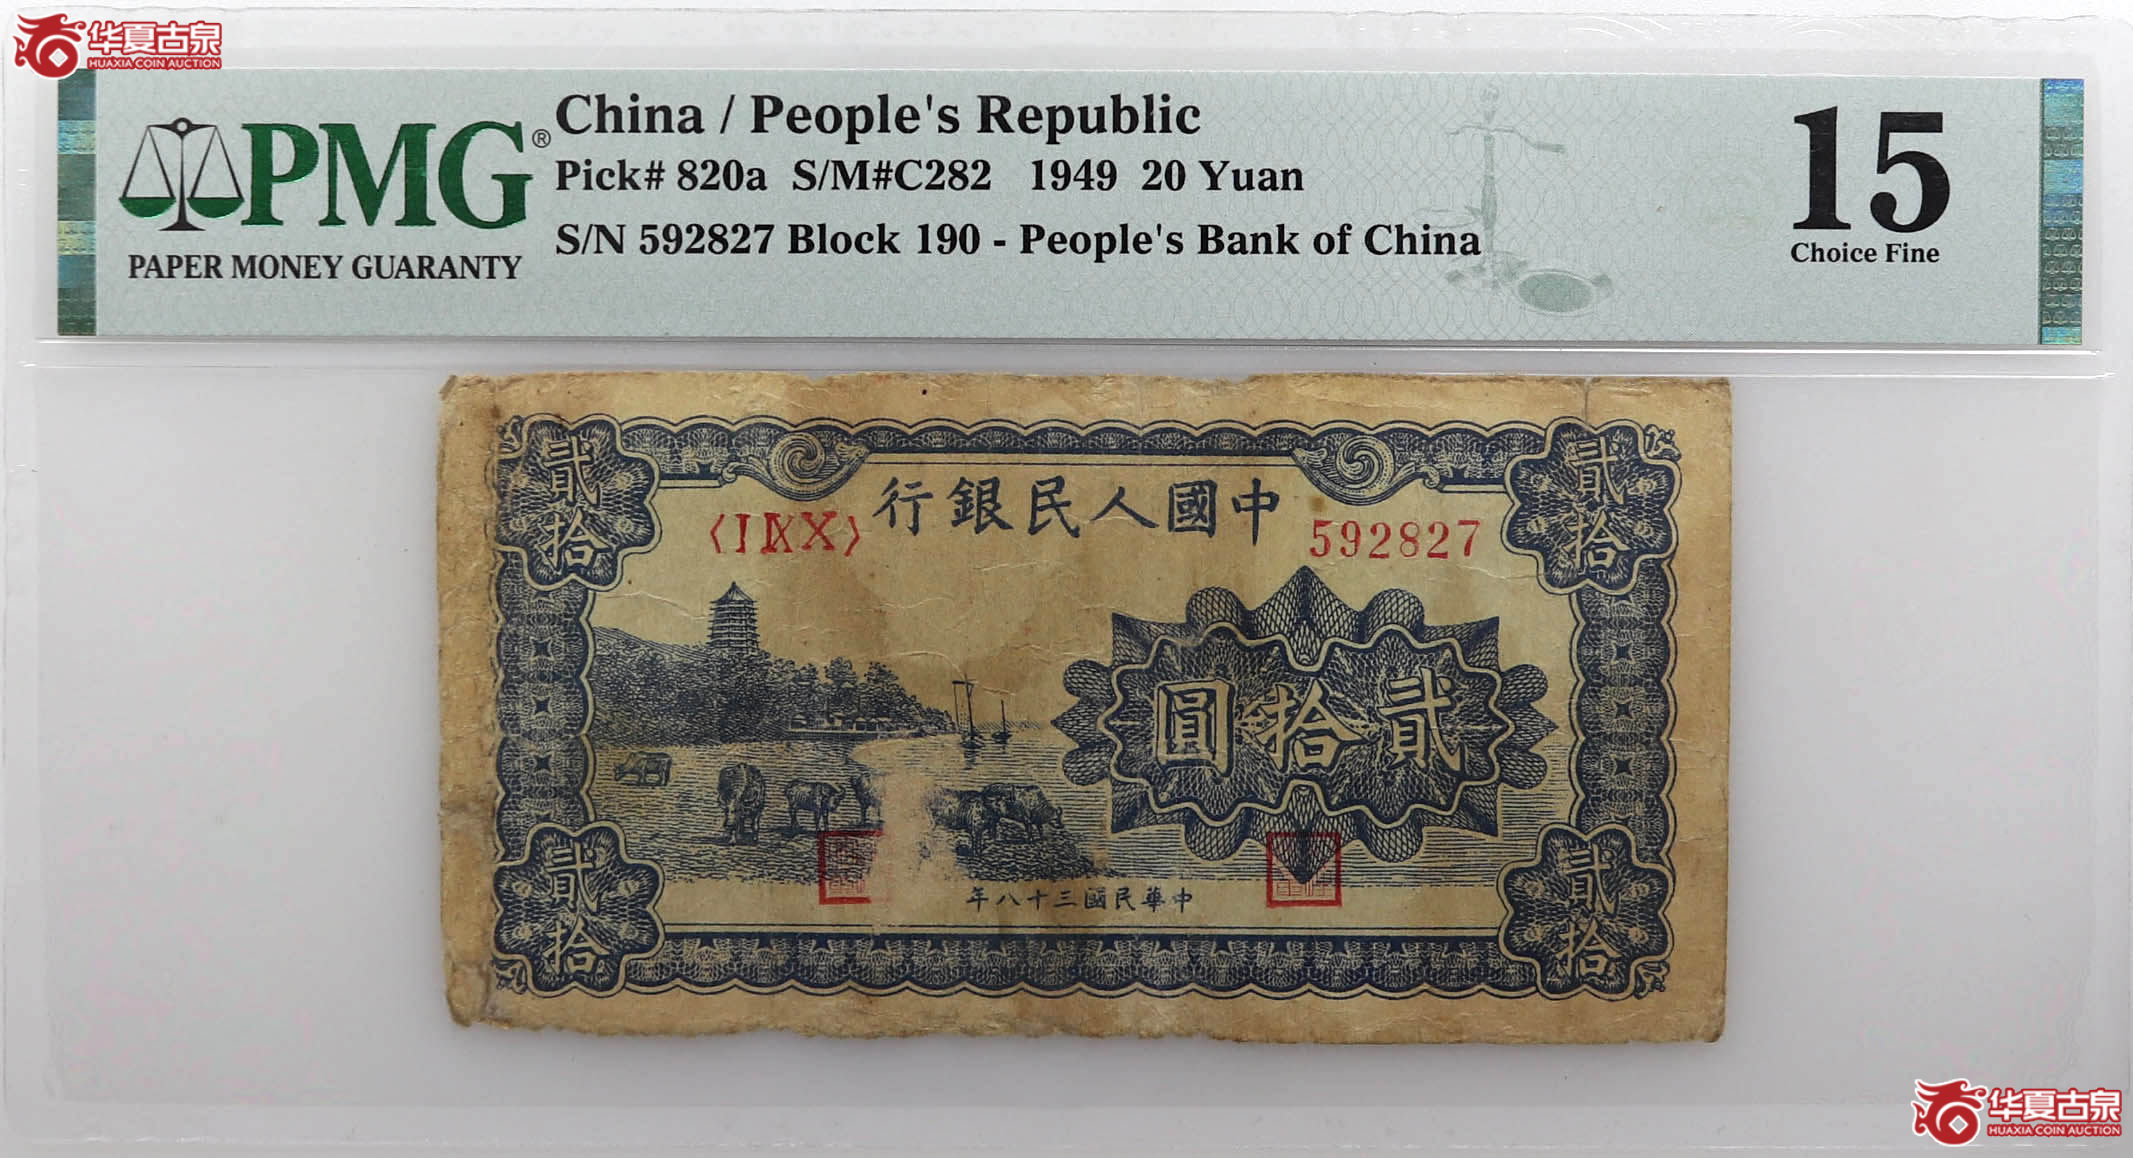 华夏古泉
HUAXIA COIN AUCTION
PMG®
PAPER MONEY GUARANTY
China / People's Republic
Pick# 820a S/M#C282 1949 20 Yuan
S/N 592827 Block 190 - People's Bank of China
15
Choice Fine
貳拾
貳拾
行銀民人國中
592827
圓拾貳
年八十三國民華中
貳拾
貳拾
华夏古泉
HUAXIA COIN AUCTION